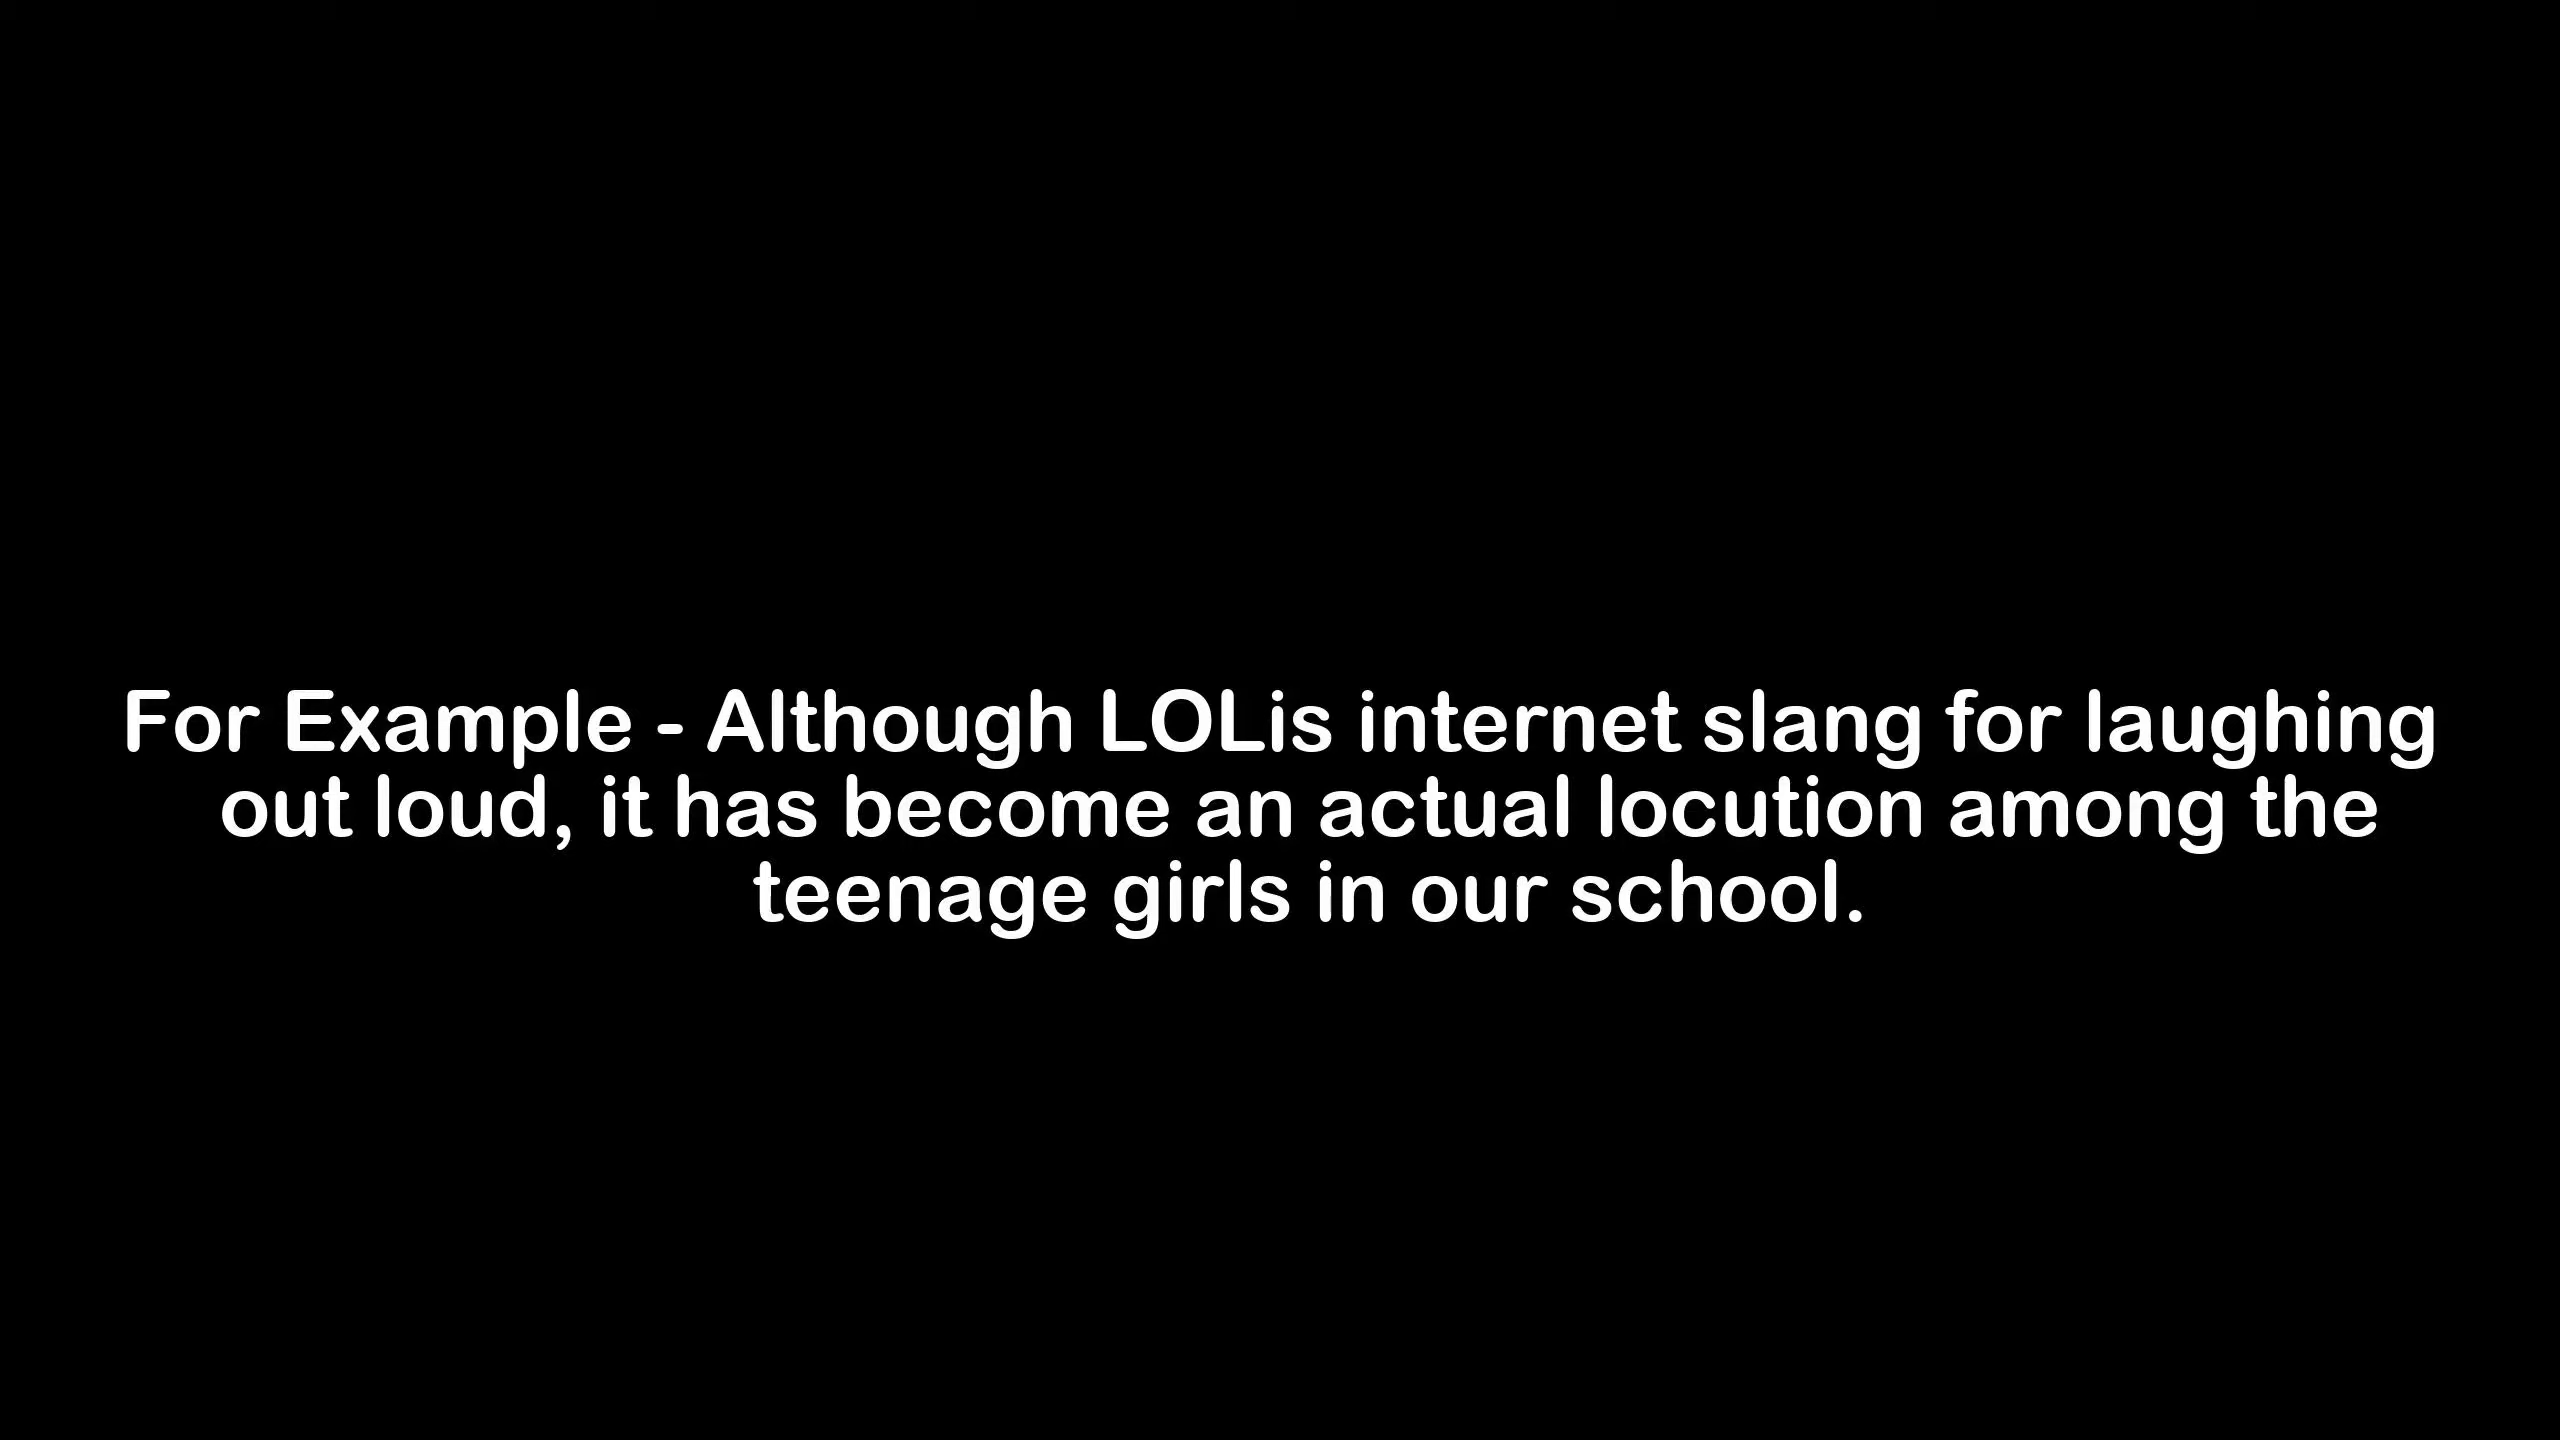 For Example - Although LOLis internet slang for laughing
out loud, it has become an actual locution among the
teenage girls in our school.